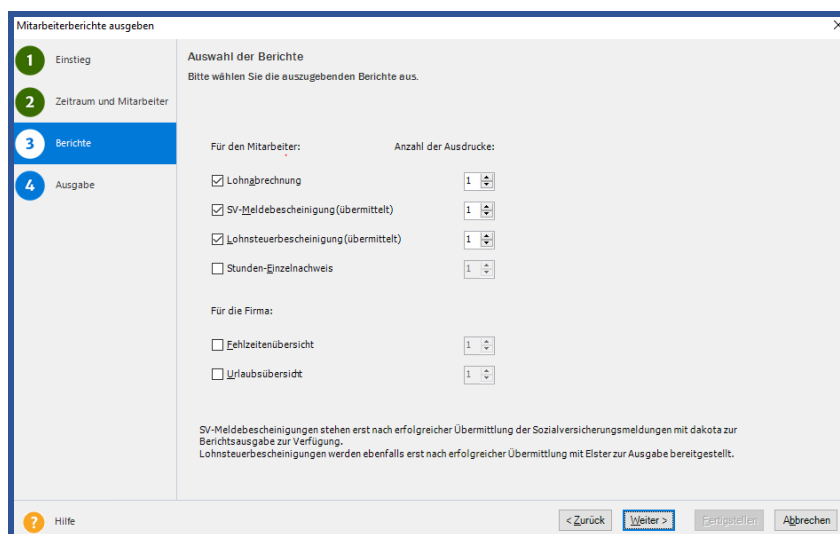 Mitarbeiterberichte ausgeben
1 Einstieg
2 Zeitraum und Mitarbeiter
3 Berichte
4 Ausgabe
Auswahl der Berichte
Bitte wählen Sie die auszugebenden Berichte aus.
Für den Mitarbeiter: Anzahl der Ausdrucke:
Lohnabrechnung 1
SV-Meldebescheinigung (übermittelt) 1
Lohnsteuerbescheinigung (übermittelt) 1
Stunden-Einzelnachweis 1
Für die Firma:
Fehlzeitenübersicht 1
Urlaubsübersicht 1
SV-Meldebescheinigungen stehen erst nach erfolgreicher Übermittlung der Sozialversicherungsmeldungen mit dakota zur
Berichtsausgabe zur Verfügung.
Lohnsteuerbescheinigungen werden ebenfalls erst nach erfolgreicher Übermittlung mit Elster zur Ausgabe bereitgestellt.
? Hilfe < Zurück Weiter > Fertigstellen Abbrechen